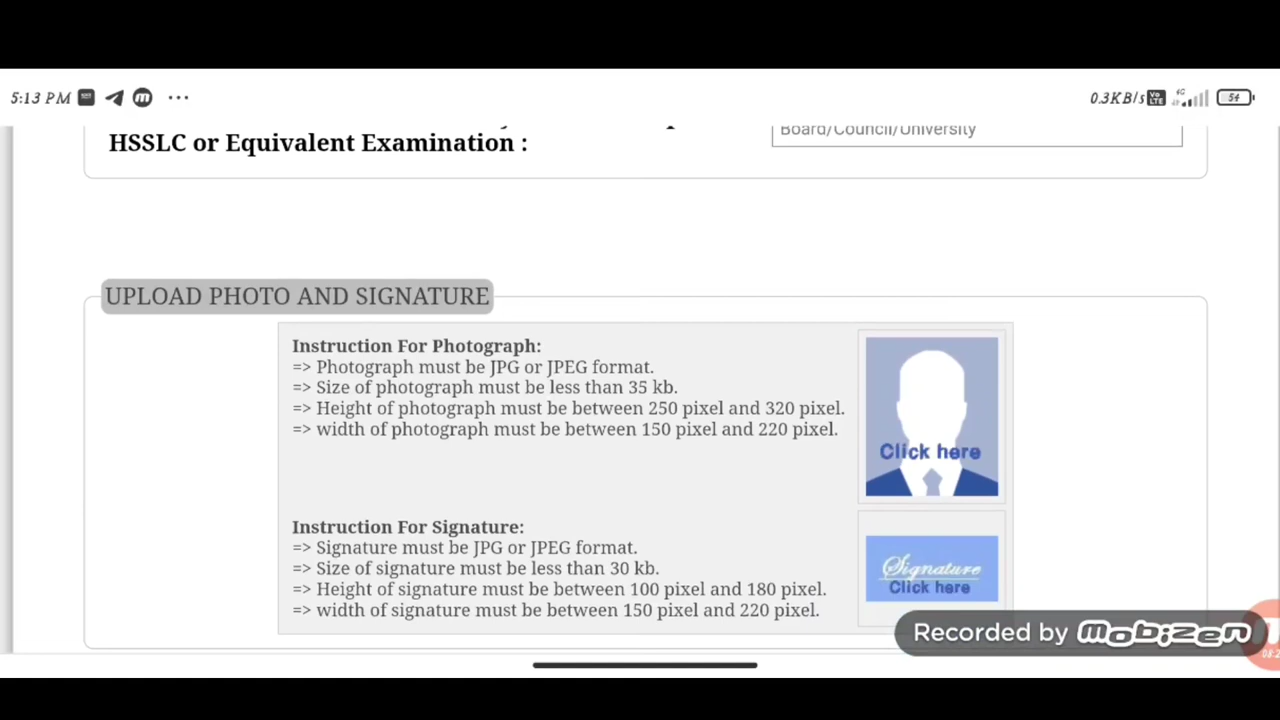 5:13 PM
0.3KB/s Vo LTE 4G 54
Board/Council/University
HSSLC or Equivalent Examination :
UPLOAD PHOTO AND SIGNATURE
Instruction For Photograph:
=> Photograph must be JPG or JPEG format.
=> Size of photograph must be less than 35 kb.
=> Height of photograph must be between 250 pixel and 320 pixel.
=> width of photograph must be between 150 pixel and 220 pixel.
Click here
Instruction For Signature:
=> Signature must be JPG or JPEG format.
=> Size of signature must be less than 30 kb.
=> Height of signature must be between 100 pixel and 180 pixel.
=> width of signature must be between 150 pixel and 220 pixel.
Signature
Click here
Recorded by mobizen